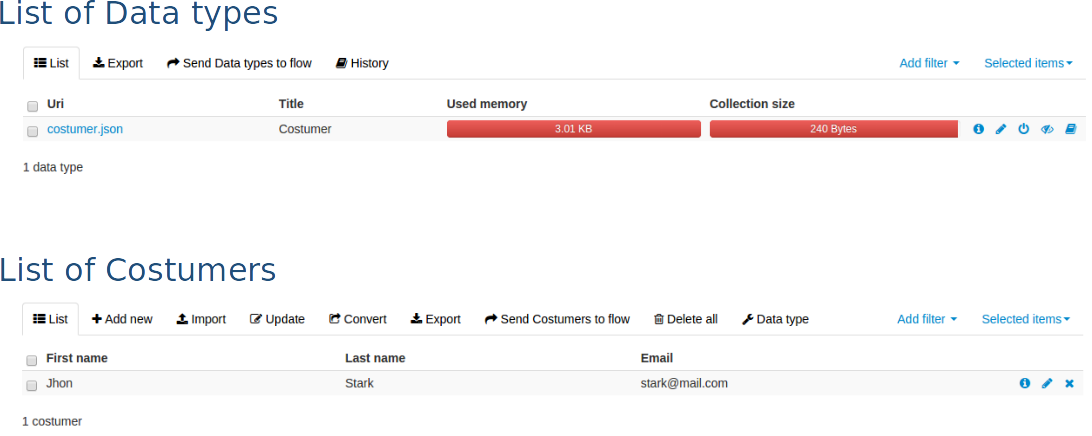 List of Data types
List Export Send Data types to flow History Add filter Selected items
Uri Title Used memory Collection size
costumer.json Costumer 3.01 KB 240 Bytes
1 data type
List of Costumers
List Add new Import Update Convert Export Send Costumers to flow Delete all Data type Add filter Selected items
First name Last name Email
Jhon Stark stark@mail.com
1 costumer